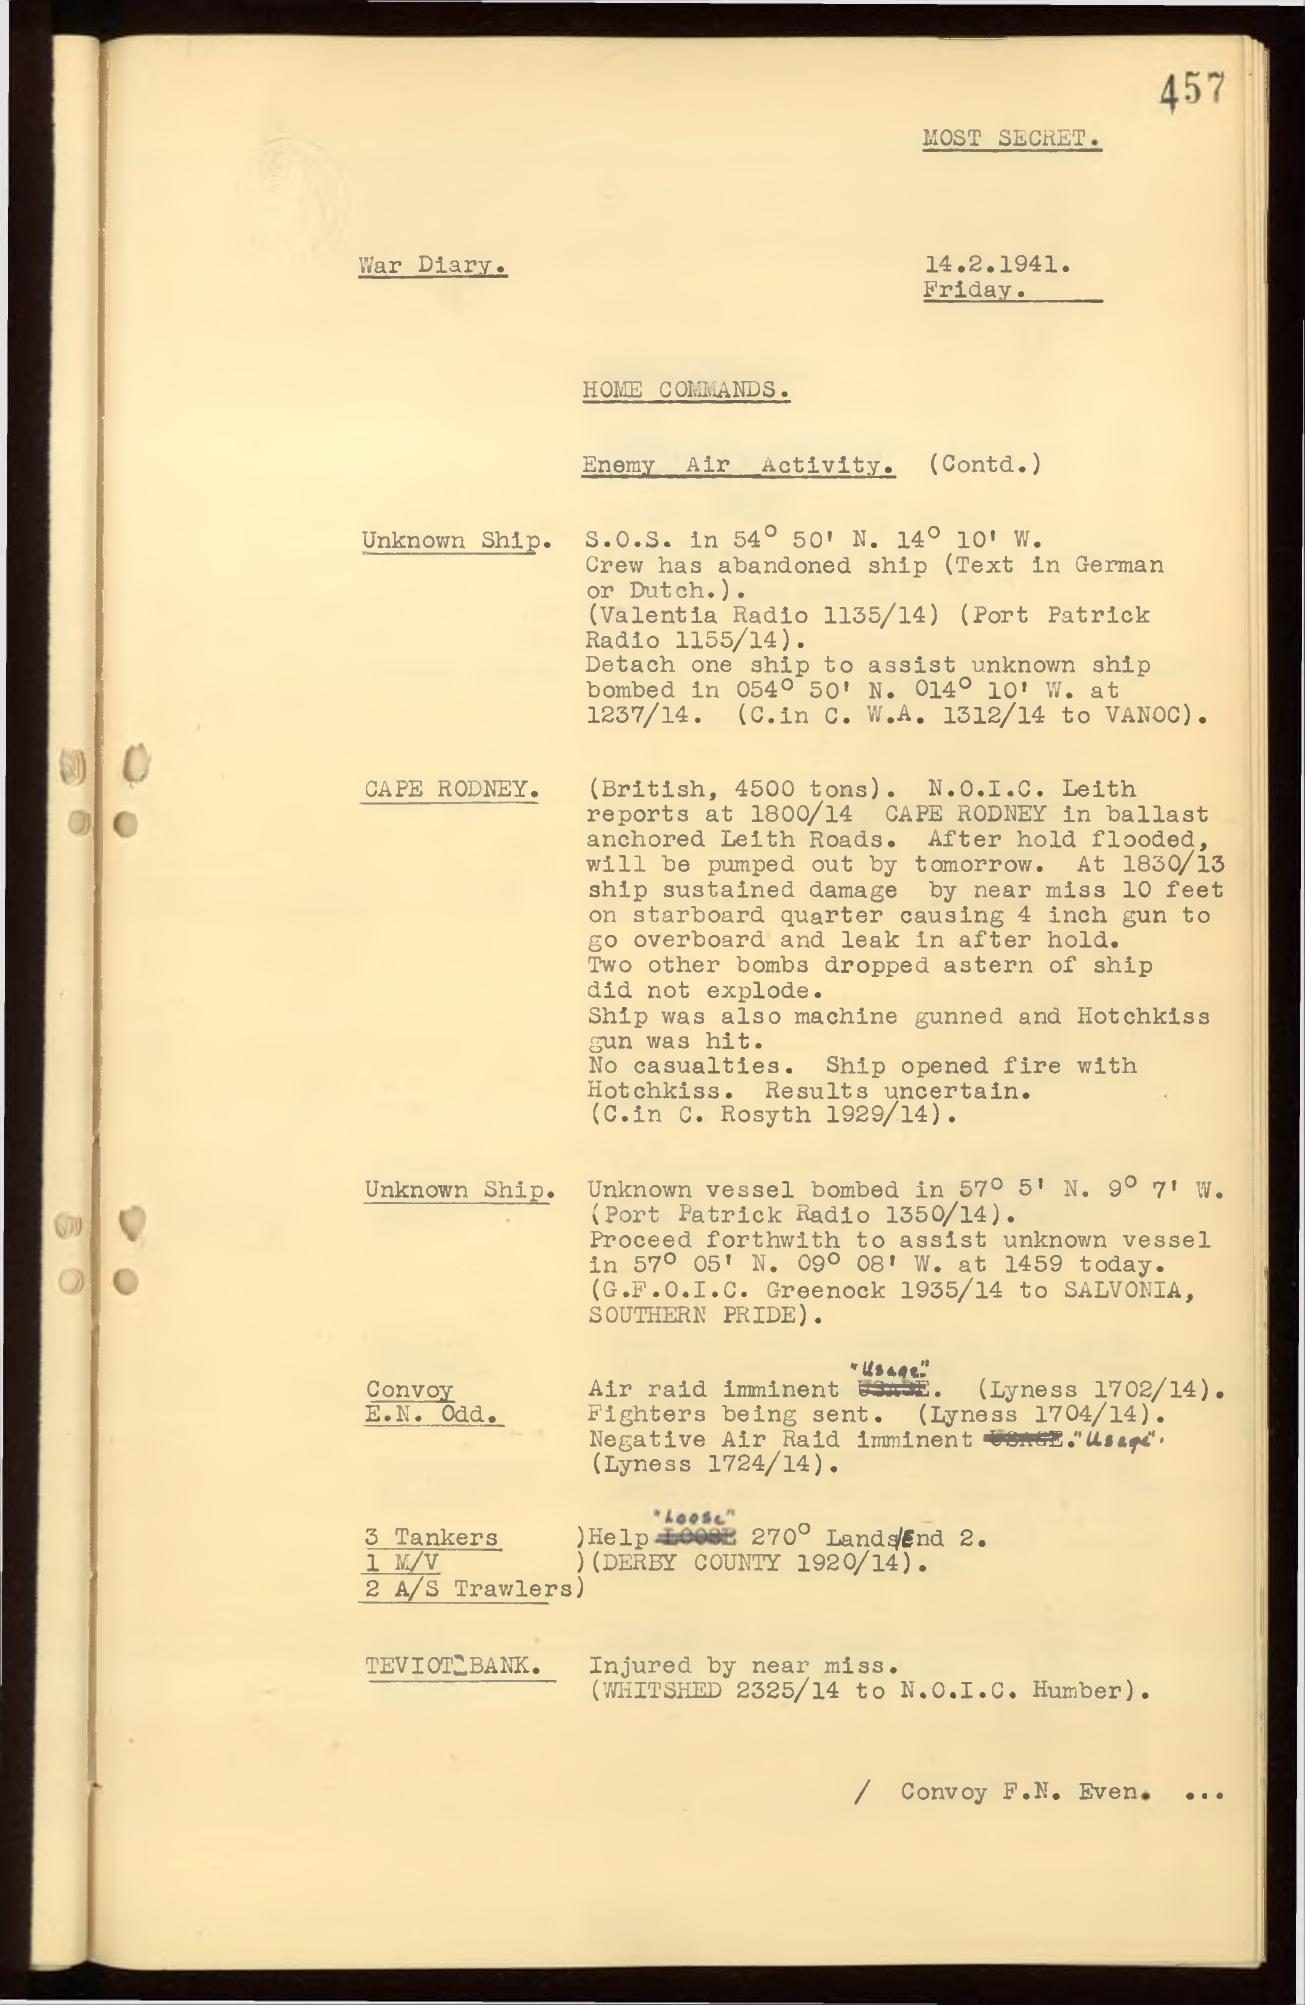 457
MOST SECRET.
War Diary. 14.2.1941.
Friday.
HOME COMMANDS.
Enemy Air Activity. (Contd.)
Unknown Ship. S.O.S. in 54° 50' N. 14° 10' W.
Crew has abandoned ship (Text in German
or Dutch.).
(Valentia Radio 1135/14) (Port Patrick
Radio 1155/14).
Detach one ship to assist unknown ship
bombed in 054° 50' N. 014° 10' W. at
1237/14. (C.in C. W.A. 1312/14 to VANOC).
CAPE RODNEY. (British, 4500 tons). N.O.I.C. Leith
reports at 1800/14 CAPE RODNEY in ballast
anchored Leith Roads. After hold flooded,
will be pumped out by tomorrow. At 1830/13
ship sustained damage by near miss 10 feet
on starboard quarter causing 4 inch gun to
go overboard and leak in after hold.
Two other bombs dropped astern of ship
did not explode.
Ship was also machine gunned and Hotchkiss
gun was hit.
No casualties. Ship opened fire with
Hotchkiss. Results uncertain.
(C.in C. Rosyth 1929/14).
Unknown Ship. Unknown vessel bombed in 57° 5' N. 9° 7' W.
(Port Patrick Radio 1350/14).
Proceed forthwith to assist unknown vessel
in 57° 05' N. 09° 08' W. at 1459 today.
(G.F.O.I.C. Greenock 1935/14 to SALVONIA,
SOUTHERN PRIDE).
"Usage"
Convoy Air raid imminent USAGE. (Lyness 1702/14).
E.N. Odd. Fighters being sent. (Lyness 1704/14).
Negative Air Raid imminent USAGE. "Usage".
(Lyness 1724/14).
"Loose"
3 Tankers )Help LOOSE 270° Lands/End 2.
1 M/V )(DERBY COUNTY 1920/14).
2 A/S Trawlers)
TEVIOT BANK. Injured by near miss.
(WHITSHED 2325/14 to N.O.I.C. Humber).
/ Convoy F.N. Even. ...